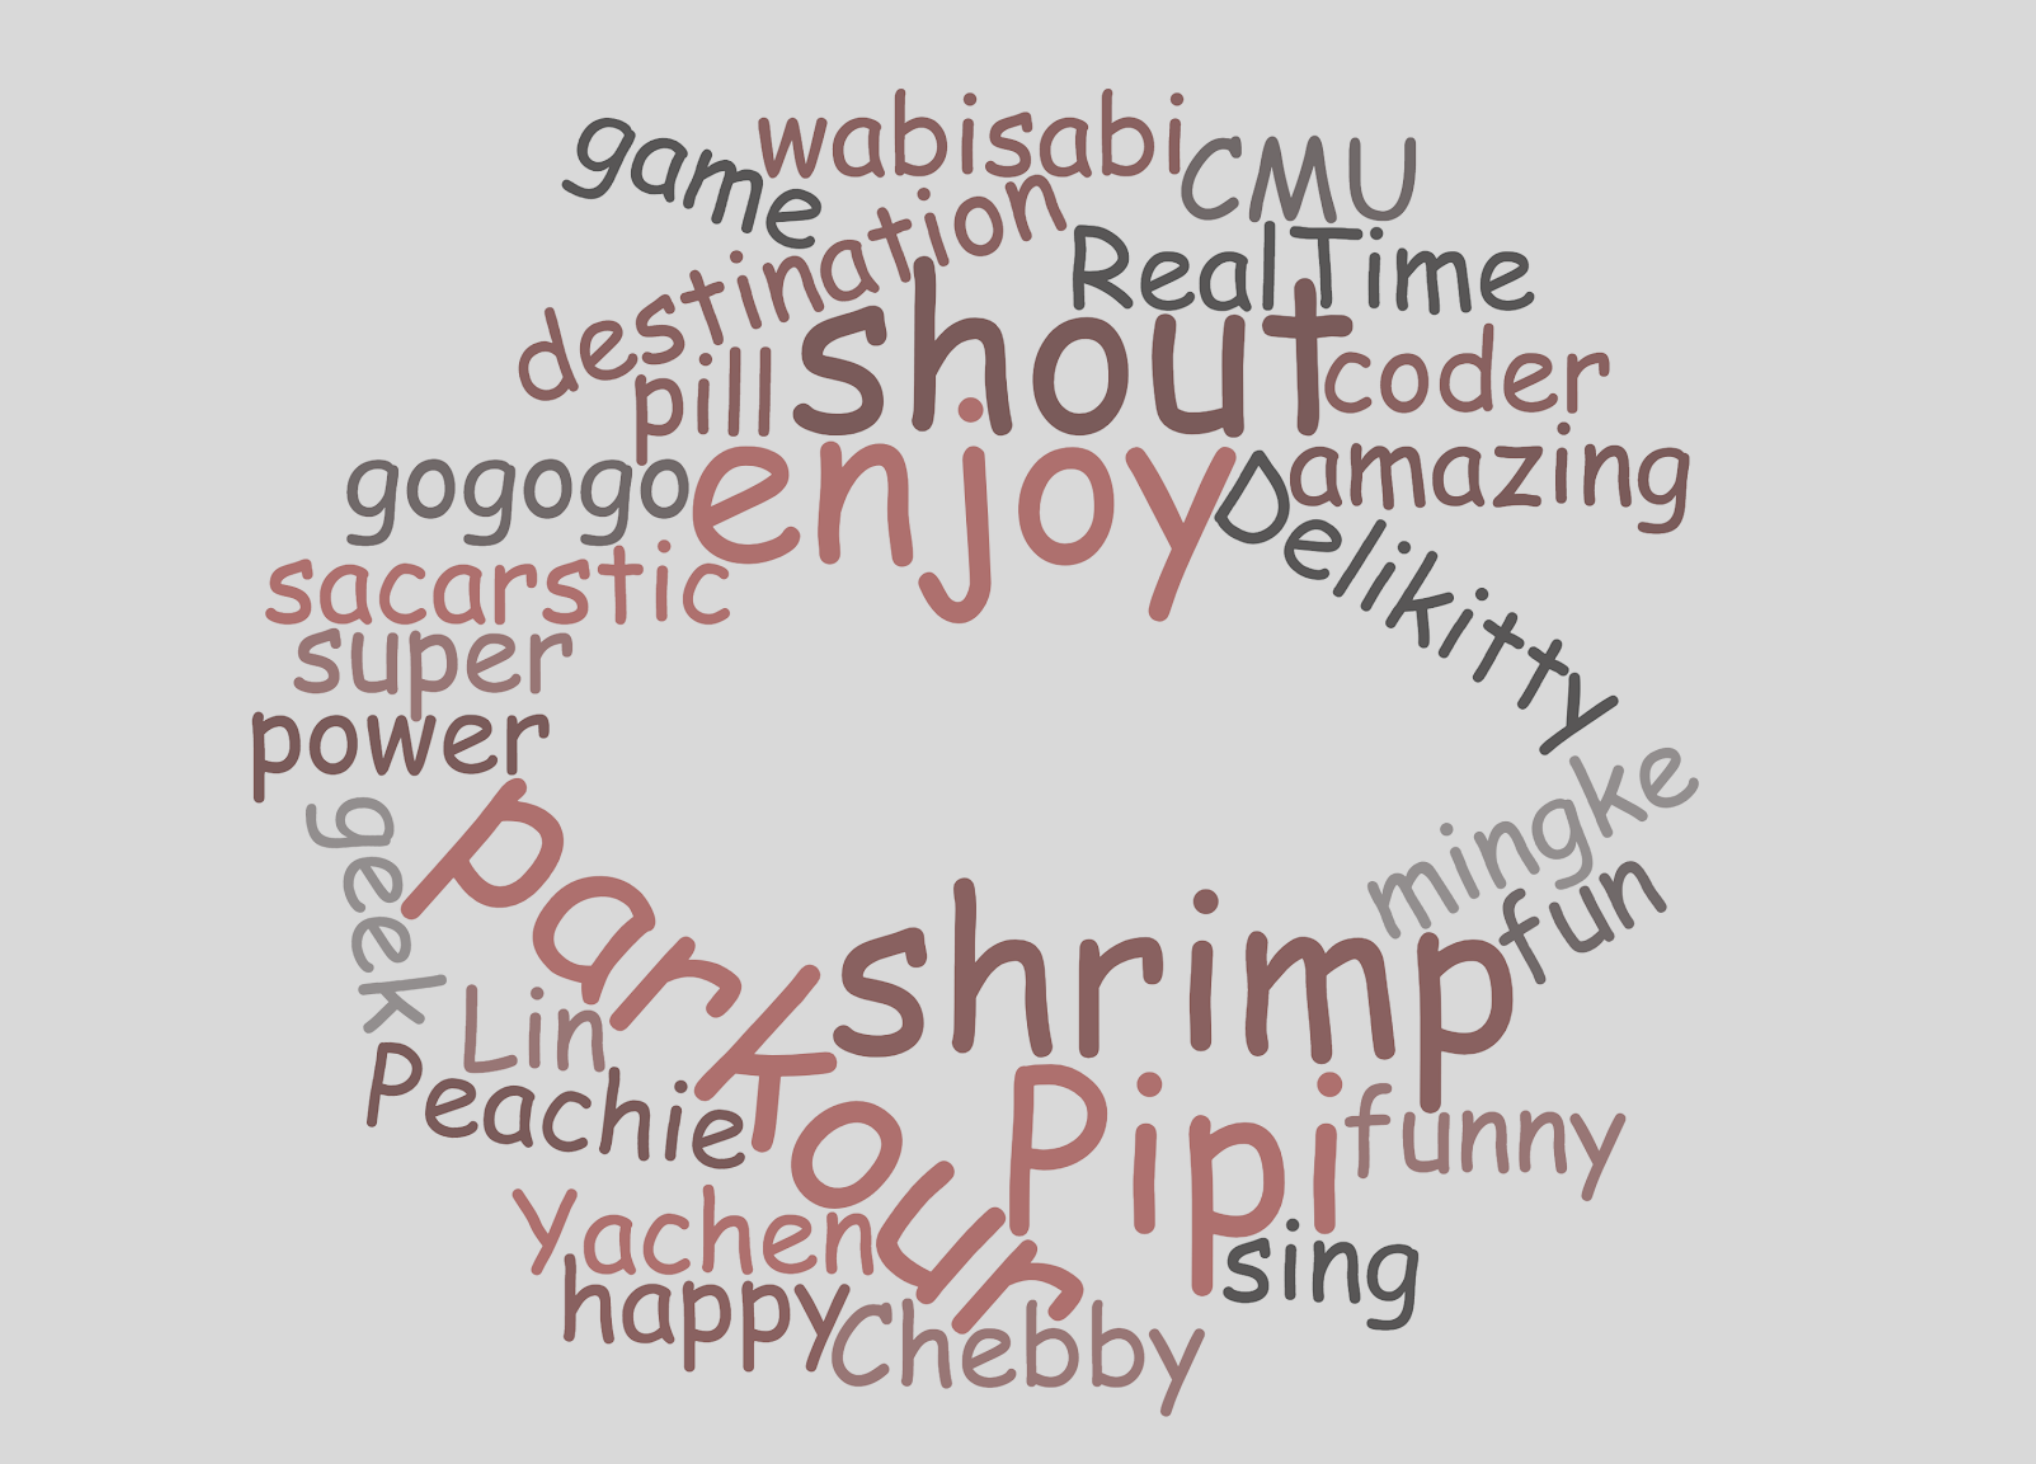 wabisabi
game
CMU
destination
RealTime
shout
pill
coder
enjoy
amazing
gogogo
Delikitty
sacarstic
super
power
mingke
geek
parkour
fun
shrimp
Lin
Peachie
Pipi
funny
Yachen
sing
happy
Chebby